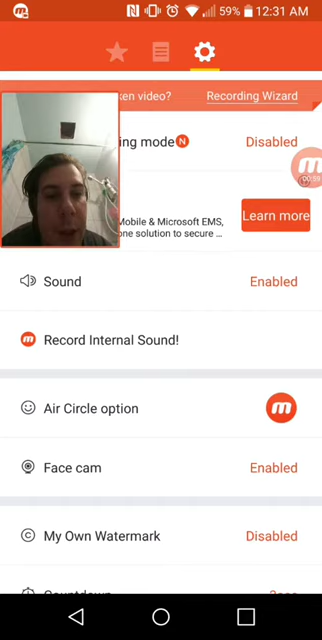 59% 12:31 AM
ken video? Recording Wizard
ing mode N Disabled
Mobile & Microsoft EMS,
one solution to secure ...
Learn more
Sound Enabled
Record Internal Sound!
Air Circle option
Face cam Enabled
My Own Watermark Disabled
Countdown